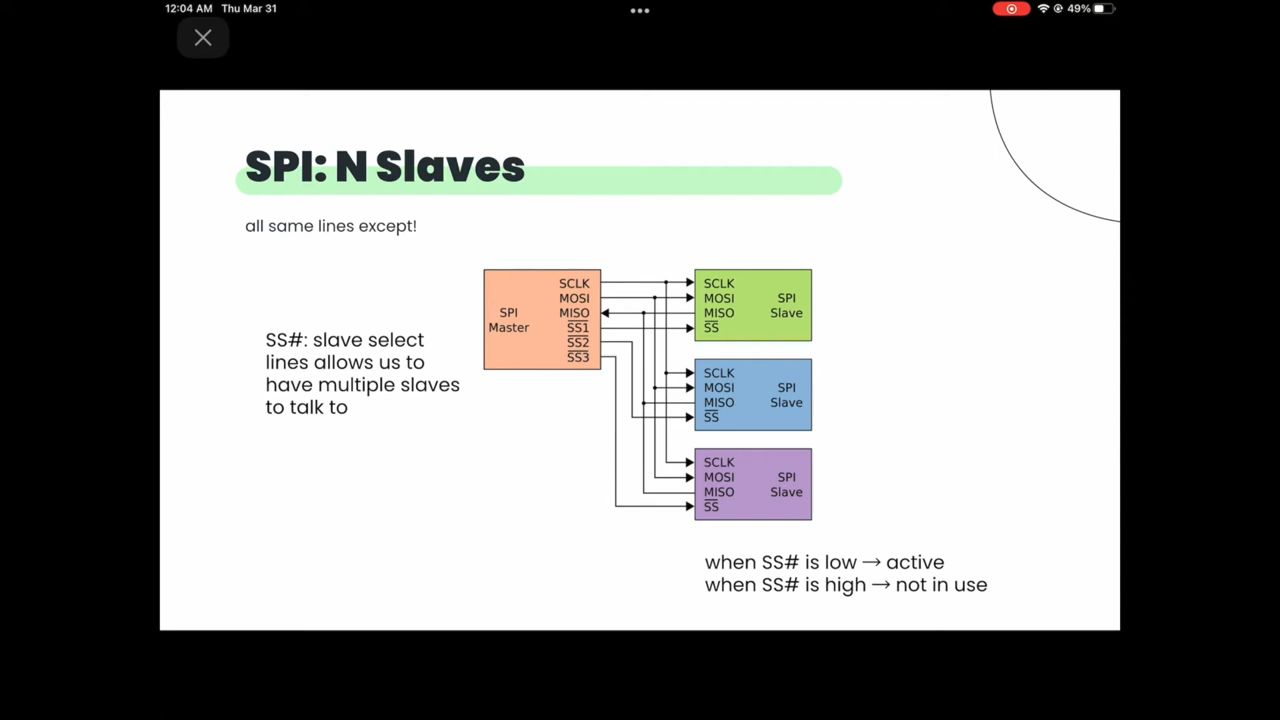 12:04 AM Thu Mar 31
49%
SPI: N Slaves
all same lines except!
SS#: slave select
lines allows us to
have multiple slaves
to talk to
SPI
Master
SCLK
MOSI
MISO
SS1
SS2
SS3
SCLK
MOSI
MISO
SS
SPI
Slave
SCLK
MOSI
MISO
SS
SPI
Slave
SCLK
MOSI
MISO
SS
SPI
Slave
when SS# is low → active
when SS# is high → not in use